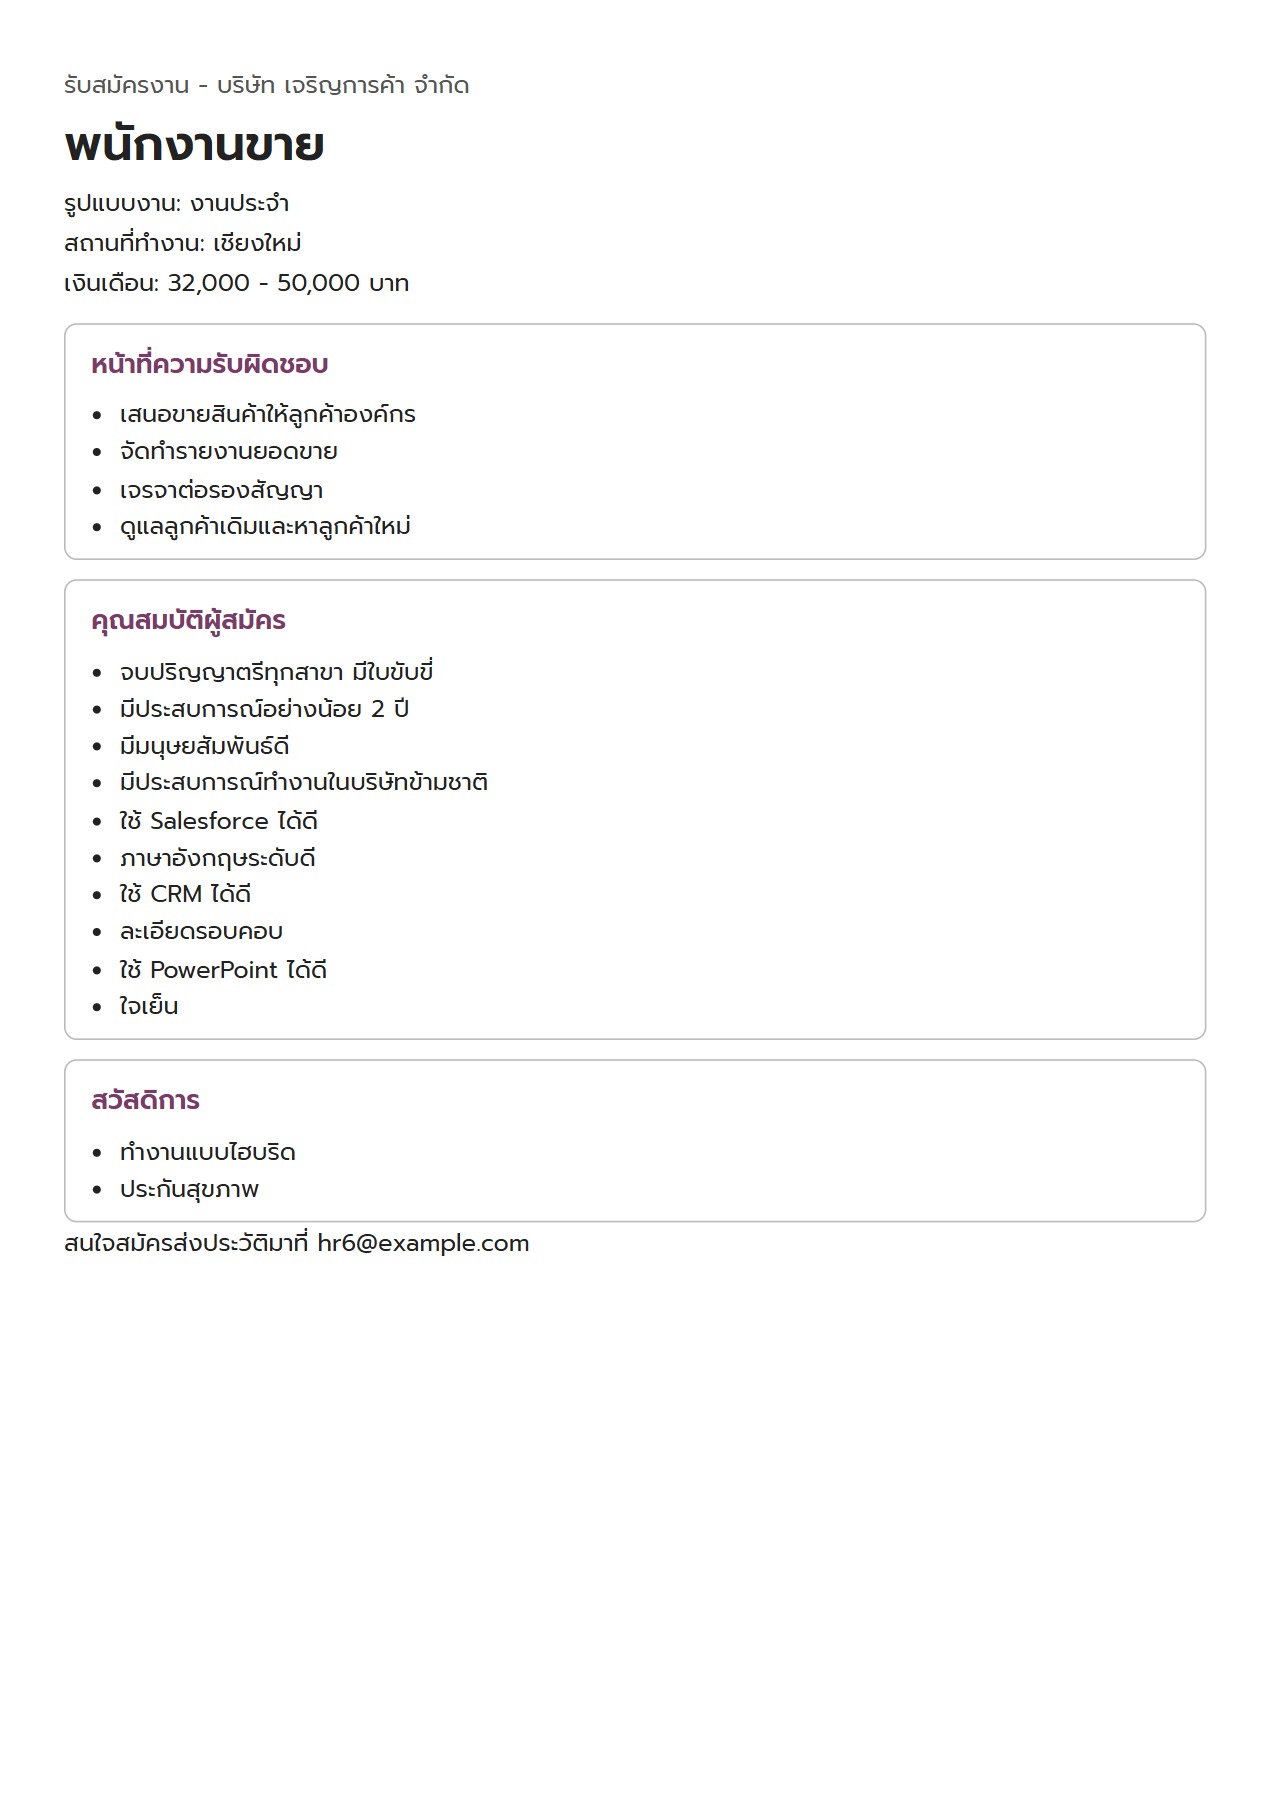 รับสมัครงาน - บริษัท เจริญการค้า จำกัด
พนักงานขาย
รูปแบบงาน: งานประจำ
สถานที่ทำงาน: เชียงใหม่
เงินเดือน: 32,000 - 50,000 บาท
หน้าที่ความรับผิดชอบ
• เสนอขายสินค้าให้ลูกค้าองค์กร
• จัดทำรายงานยอดขาย
• เจรจาต่อรองสัญญา
• ดูแลลูกค้าเดิมและหาลูกค้าใหม่
คุณสมบัติผู้สมัคร
• จบปริญญาตรีทุกสาขา มีใบขับขี่
• มีประสบการณ์อย่างน้อย 2 ปี
• มีมนุษยสัมพันธ์ดี
• มีประสบการณ์ทำงานในบริษัทข้ามชาติ
• ใช้ Salesforce ได้ดี
• ภาษาอังกฤษระดับดี
• ใช้ CRM ได้ดี
• ละเอียดรอบคอบ
• ใช้ PowerPoint ได้ดี
• ใจเย็น
สวัสดิการ
• ทำงานแบบไฮบริด
• ประกันสุขภาพ
สนใจสมัครส่งประวัติมาที่ hr6@example.com